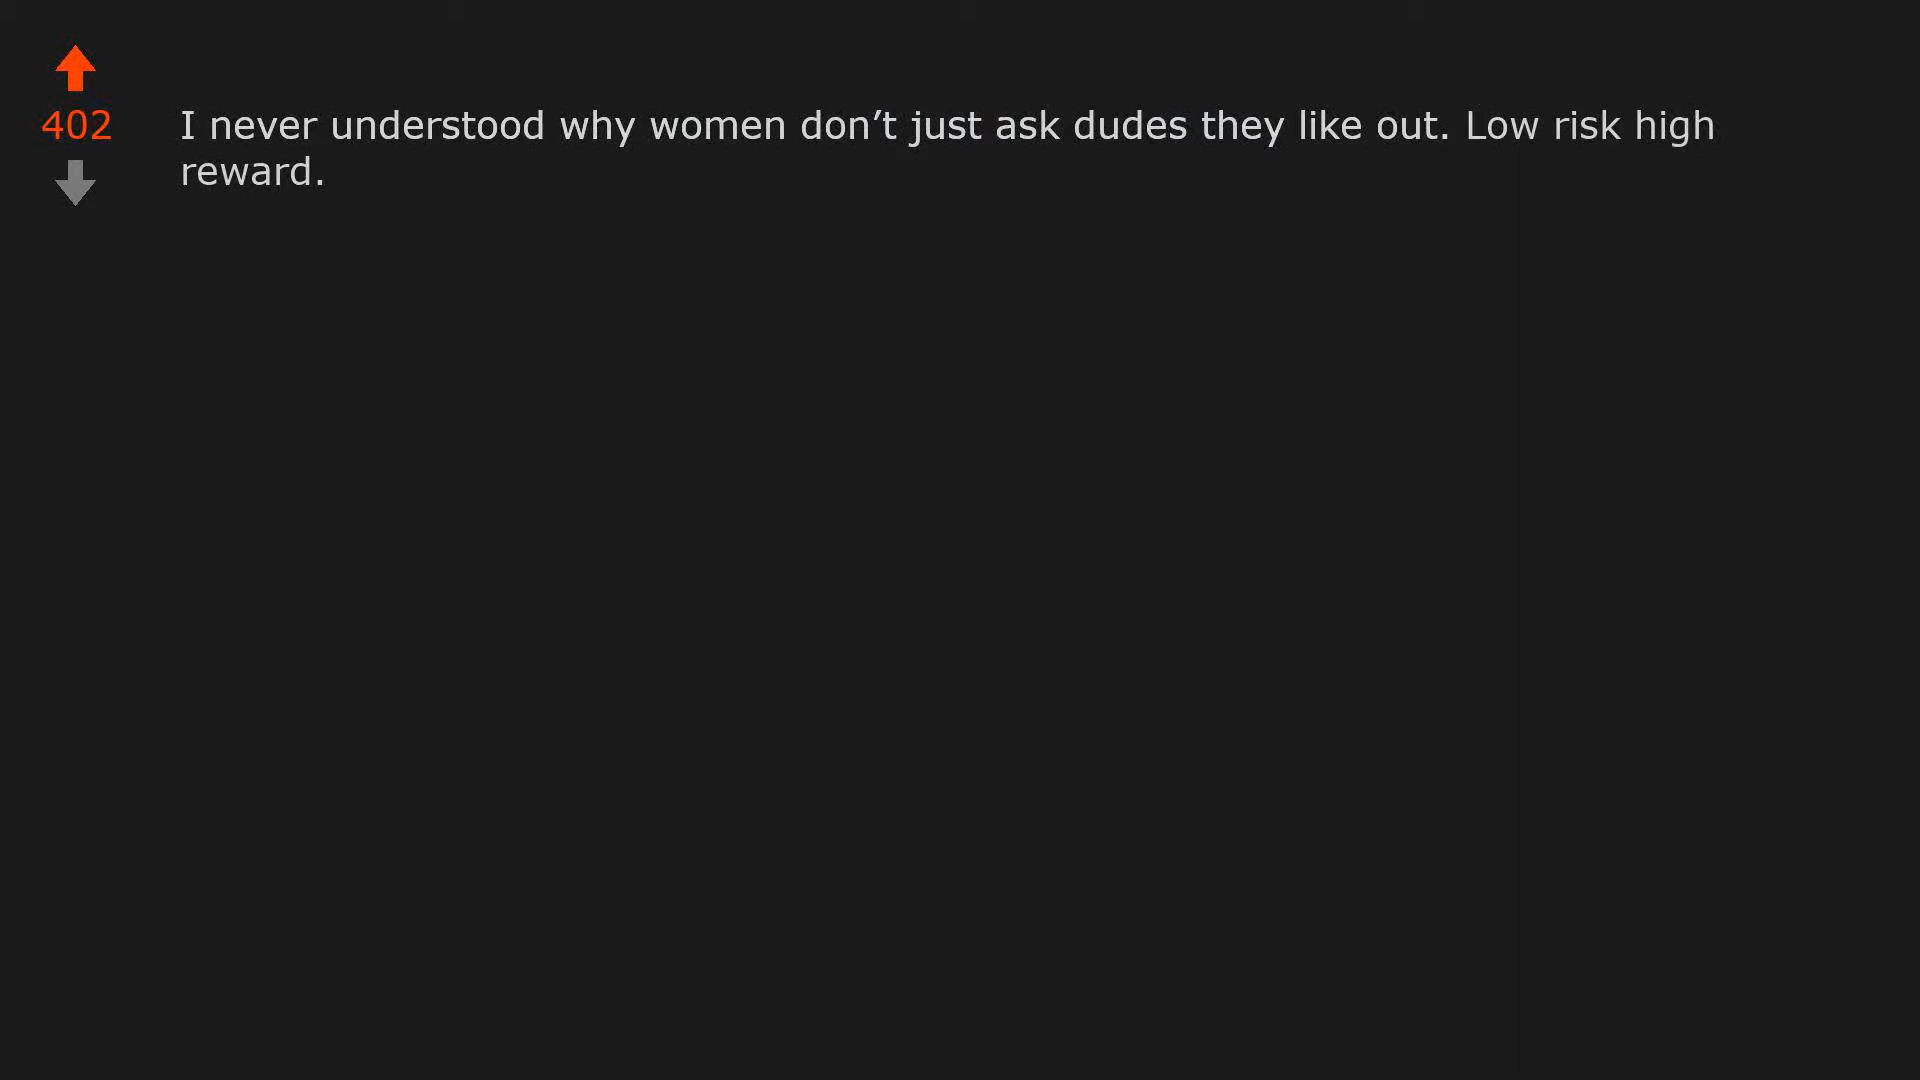 402
I never understood why women don’t just ask dudes they like out. Low risk high
reward.